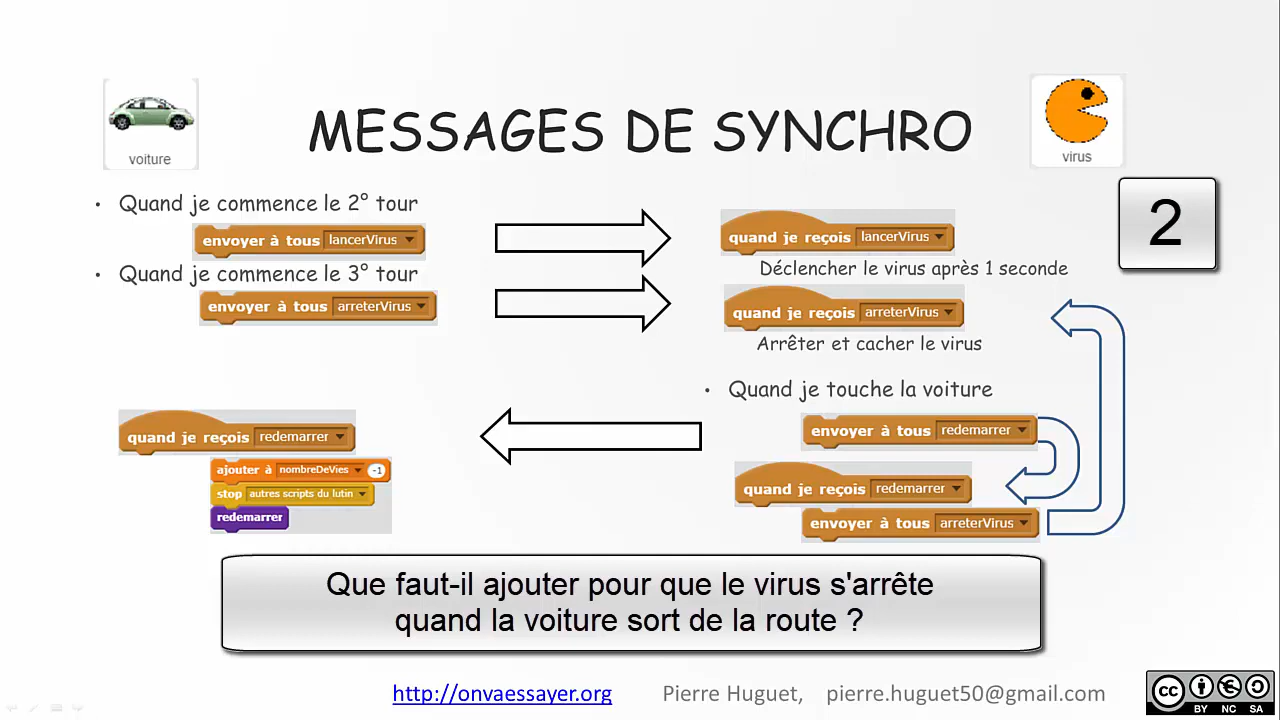 voiture
MESSAGES DE SYNCHRO
virus
2
• Quand je commence le 2° tour
envoyer à tous lancerVirus
quand je reçois lancerVirus
Déclencher le virus après 1 seconde
• Quand je commence le 3° tour
envoyer à tous arreterVirus
quand je reçois arreterVirus
Arrêter et cacher le virus
• Quand je touche la voiture
envoyer à tous redemarrer
quand je reçois redemarrer
ajouter à nombreDeVies -1
stop autres scripts du lutin
redemarrer
quand je reçois redemarrer
envoyer à tous arreterVirus
Que faut-il ajouter pour que le virus s'arrête
quand la voiture sort de la route ?
http://onvaessayer.org Pierre Huguet, pierre.huguet50@gmail.com
cc BY NC SA